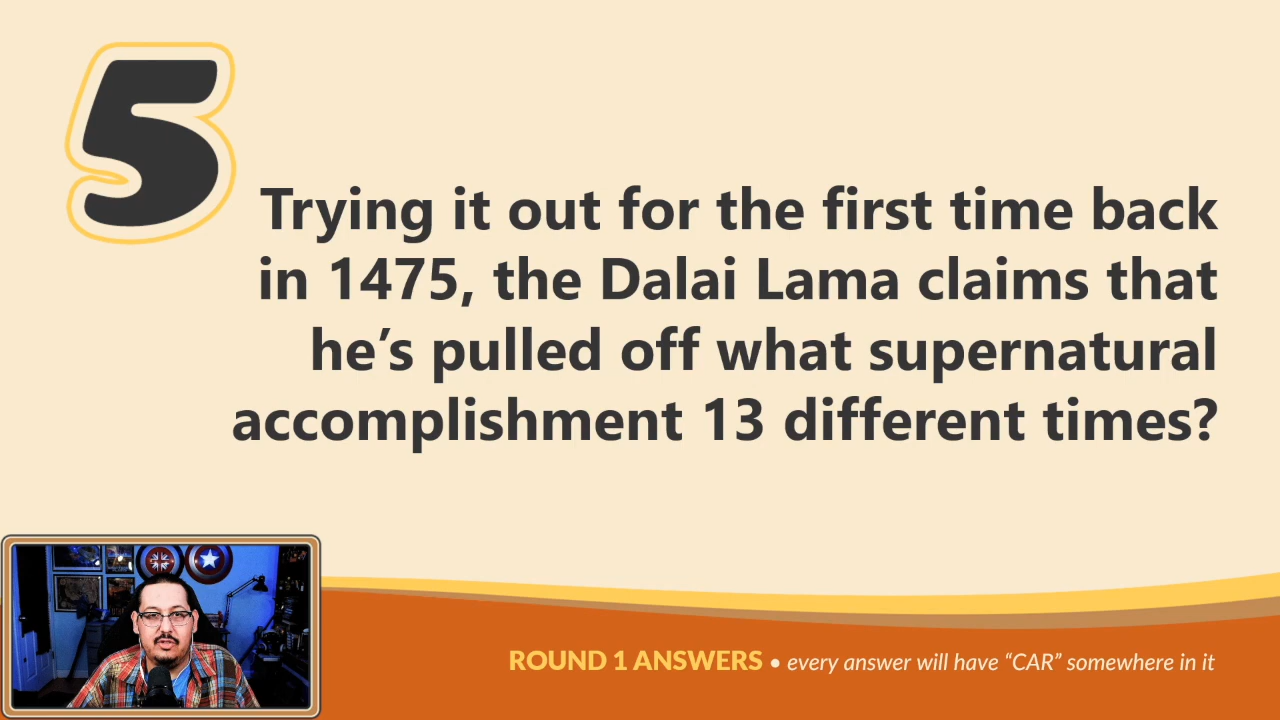 5
Trying it out for the first time back
in 1475, the Dalai Lama claims that
he’s pulled off what supernatural
accomplishment 13 different times?
ROUND 1 ANSWERS • every answer will have “CAR” somewhere in it